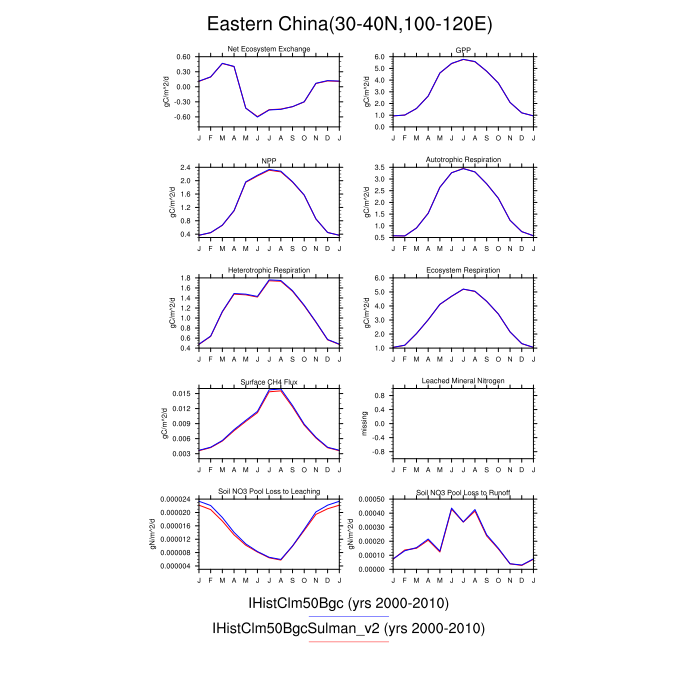 Eastern China(30-40N,100-120E)
Net Ecosystem Exchange
gC/m^2/d
0.60
0.30
0.00
-0.30
-0.60
J F M A M J J A S O N D J
GPP
gC/m^2/d
6.0
5.0
4.0
3.0
2.0
1.0
0.0
J F M A M J J A S O N D J
NPP
gC/m^2/d
2.4
2.0
1.6
1.2
0.8
0.4
J F M A M J J A S O N D J
Autotrophic Respiration
gC/m^2/d
3.5
3.0
2.5
2.0
1.5
1.0
0.5
J F M A M J J A S O N D J
Heterotrophic Respiration
gC/m^2/d
1.8
1.6
1.4
1.2
1.0
0.8
0.6
0.4
J F M A M J J A S O N D J
Ecosystem Respiration
gC/m^2/d
6.0
5.0
4.0
3.0
2.0
1.0
J F M A M J J A S O N D J
Surface CH4 Flux
gC/m^2/d
0.015
0.012
0.009
0.006
0.003
J F M A M J J A S O N D J
Leached Mineral Nitrogen
missing
0.8
0.4
0.0
-0.4
-0.8
J F M A M J J A S O N D J
Soil NO3 Pool Loss to Leaching
gN/m^2/d
0.000024
0.000020
0.000016
0.000012
0.000008
0.000004
J F M A M J J A S O N D J
Soil NO3 Pool Loss to Runoff
gN/m^2/d
0.00050
0.00040
0.00030
0.00020
0.00010
0.00000
J F M A M J J A S O N D J
IHistClm50Bgc (yrs 2000-2010)
IHistClm50BgcSulman_v2 (yrs 2000-2010)